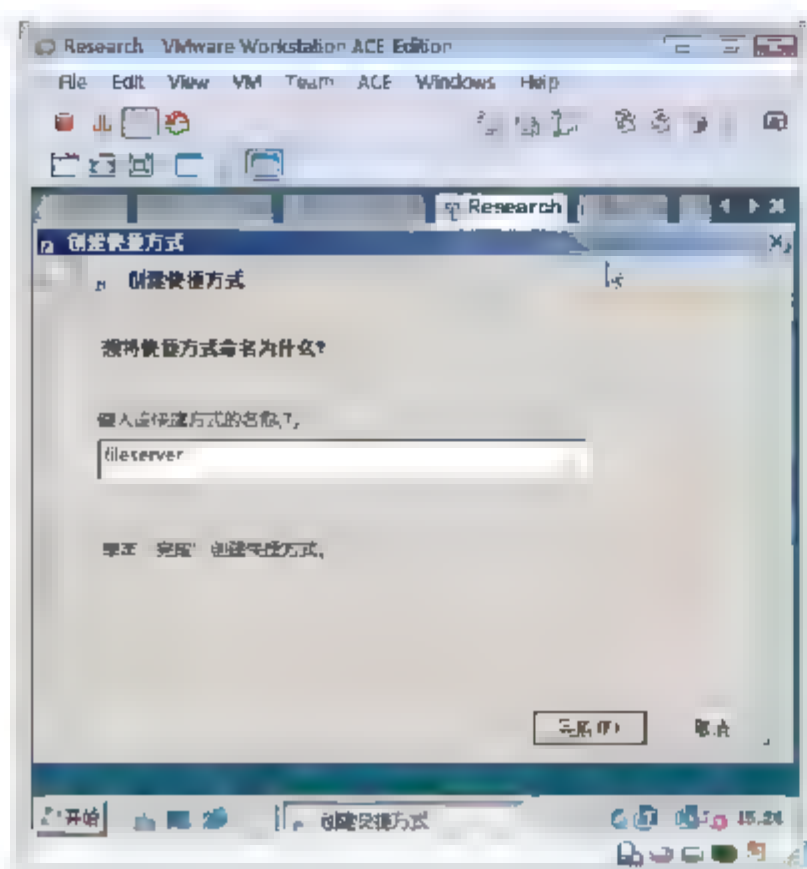 Research VMware Workstation ACE Edition
File Edit View VM Team ACE Windows Help
Research
创建快捷方式
创建快捷方式
想将快捷方式命名为什么?
键入该快捷方式的名称(T):
fileserver
单击“完成”创建快捷方式。
完成(F) 取消
开始 创建快捷方式 15:24